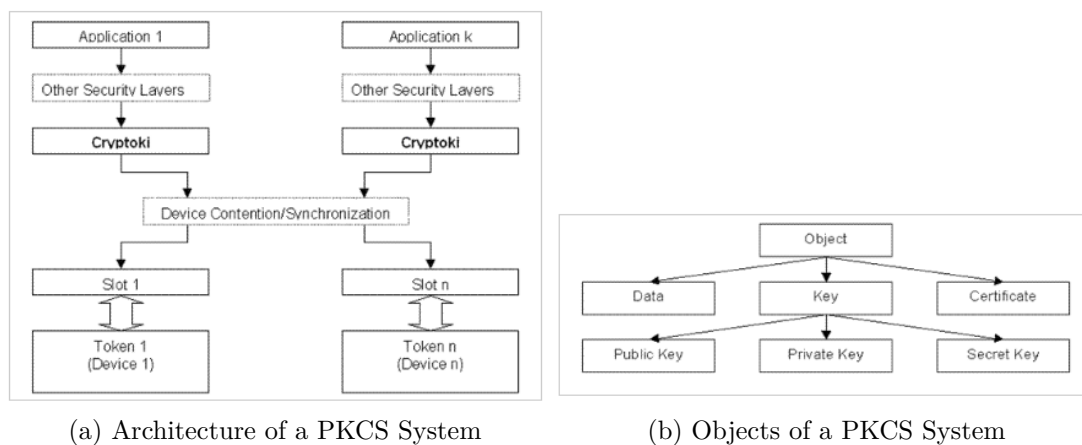 Application 1
Application k
Other Security Layers
Other Security Layers
Cryptoki
Cryptoki
Device Contention/Synchronization
Slot 1
Slot n
Token 1
(Device 1)
Token n
(Device n)
(a) Architecture of a PKCS System
Object
Data
Key
Certificate
Public Key
Private Key
Secret Key
(b) Objects of a PKCS System